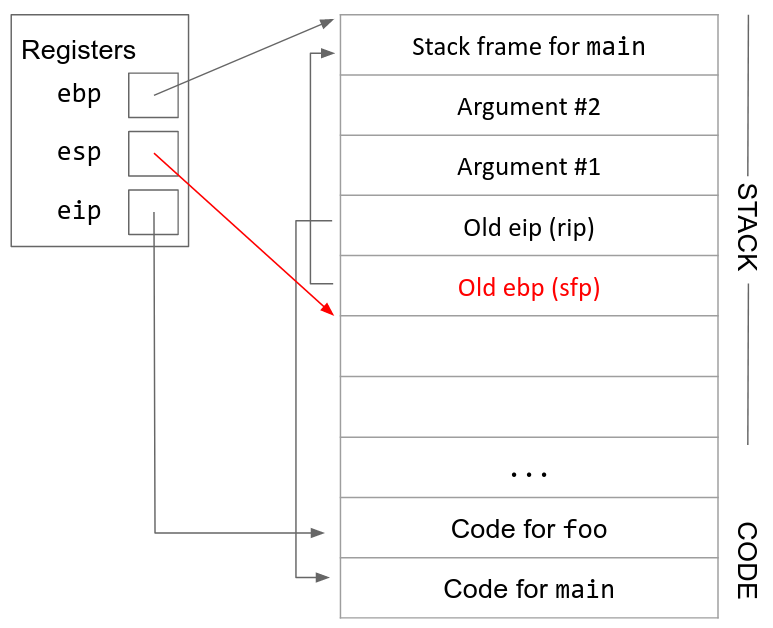 Registers
ebp
esp
eip
Stack frame for main
Argument #2
Argument #1
Old eip (rip)
Old ebp (sfp)
...
Code for foo
Code for main
STACK
CODE